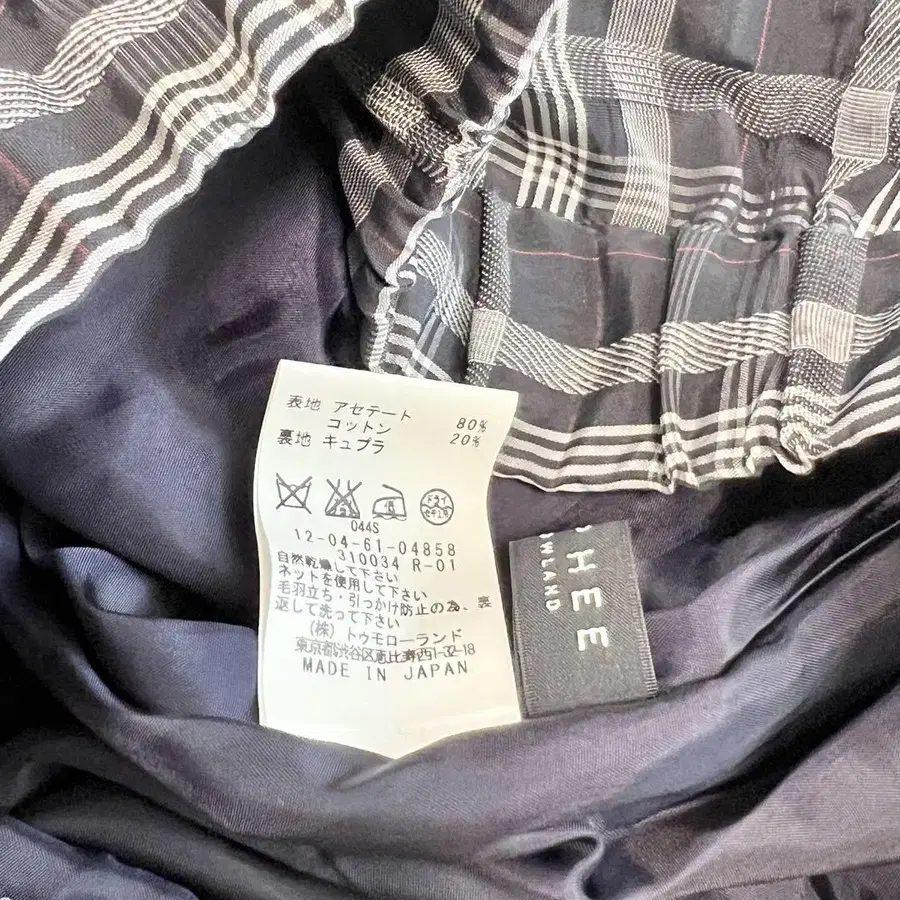 表地 アセテート 80%
コットン 20%
裏地 キュプラ
ドライ
044S
12-04-61-04858
310034 R-01
自然乾燥して下さい
ネットを使用して下さい
毛羽立ち・引っかけ防止の為、裏
返して洗って下さい
(株) トゥモローランド
東京都渋谷区恵比寿西1-32-18
MADE IN JAPAN
HEE
OWLAND